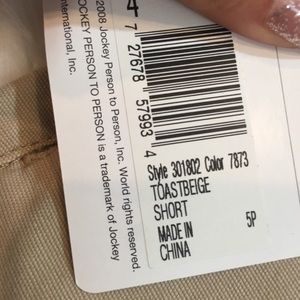 2008 Jockey Person to Person, Inc. World rights reserved.
JOCKEY PERSON TO PERSON is a trademark of Jockey
International, Inc.
4
7 27678 57993 4
Style 301802 Color 7873
TOASTBEIGE
SHORT 5P
MADE IN
CHINA